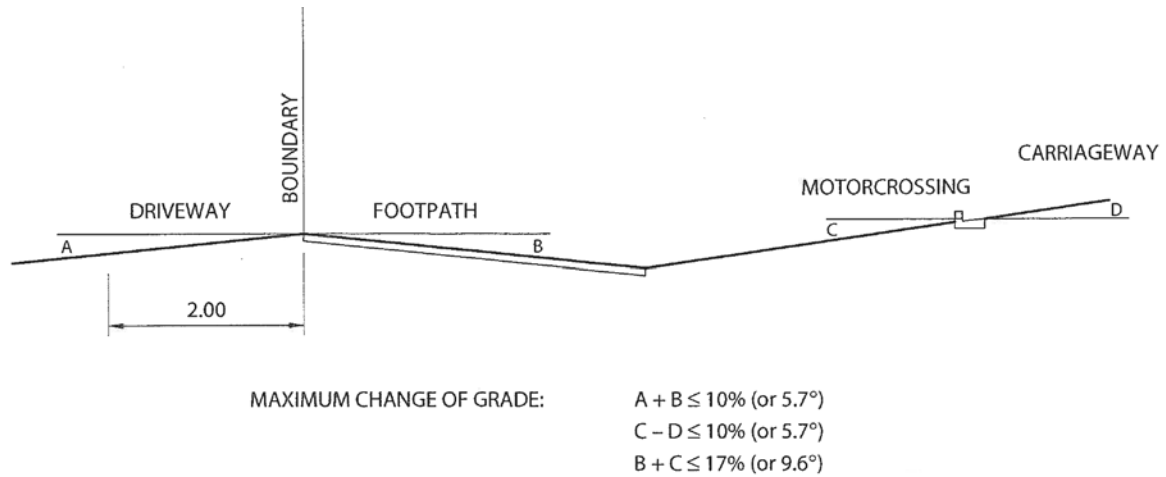 BOUNDARY
CARRIAGEWAY
MOTORCROSSING
DRIVEWAY
FOOTPATH
A
B
C
D
2.00
MAXIMUM CHANGE OF GRADE: A + B ≤ 10% (or 5.7°)
C – D ≤ 10% (or 5.7°)
B + C ≤ 17% (or 9.6°)